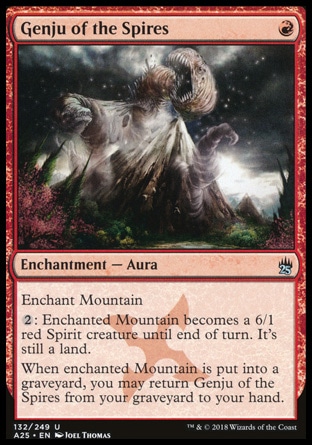 Genju of the Spires
Enchantment — Aura
25
Enchant Mountain
2: Enchanted Mountain becomes a 6/1
red Spirit creature until end of turn. It's
still a land.
When enchanted Mountain is put into a
graveyard, you may return Genju of the
Spires from your graveyard to your hand.
132/249 U
A25 • EN Joel Thomas
™ & © 2018 Wizards of the Coast